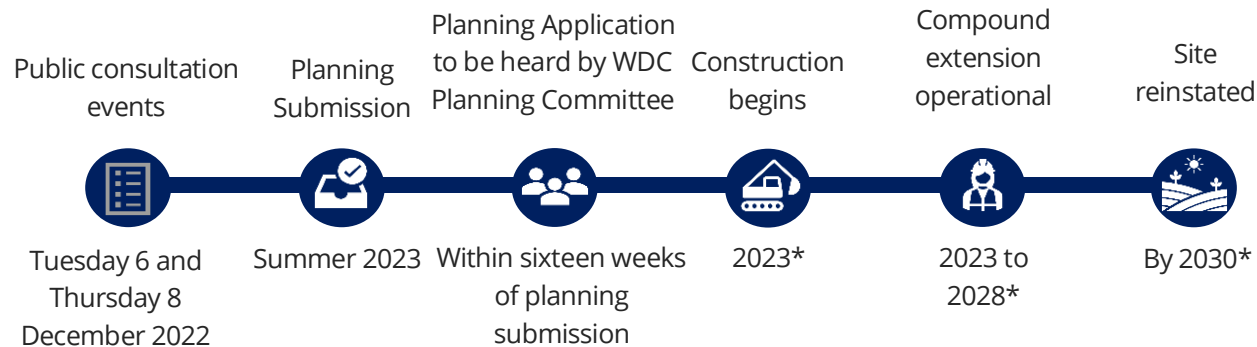 Public consultation
events
Tuesday 6 and
Thursday 8
December 2022
Planning
Submission
Summer 2023
Planning Application
to be heard by WDC
Planning Committee
Within sixteen weeks
of planning
submission
Construction
begins
2023*
Compound
extension
operational
2023 to
2028*
Site
reinstated
By 2030*